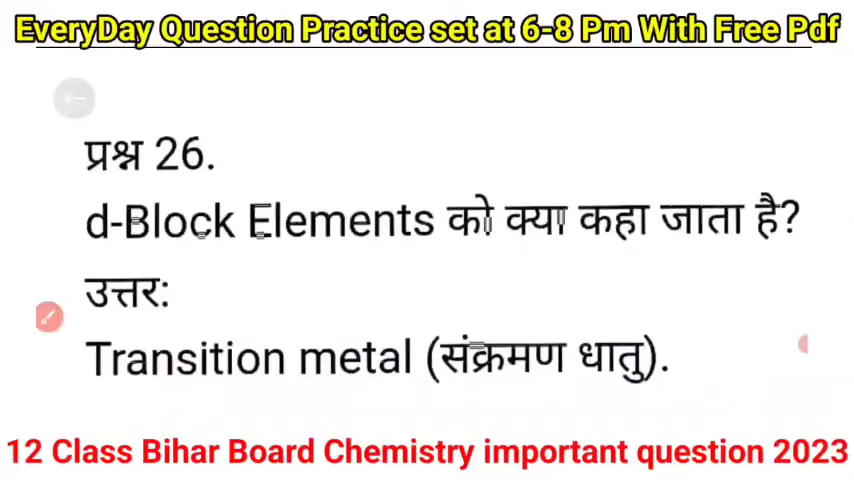 EveryDay Question Practice set at 6-8 Pm With Free Pdf
प्रश्न 26.
d-Block Elements को क्या कहा जाता है?
उत्तर:
Transition metal (संक्रमण धातु).
12 Class Bihar Board Chemistry important question 2023